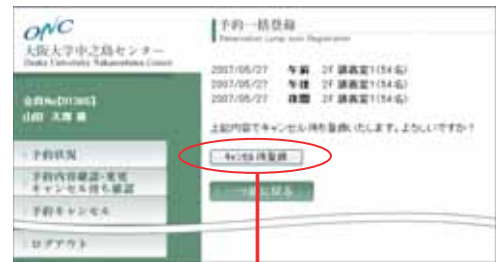 ONC
大阪大学中之島センター
Osaka University Nakanoshima Center
会員No[01305]
山田 太郎 様
予約状況
予約内容確認・変更
キャンセル待ち確認
予約キャンセル
ログアウト
予約一括登録
2007/05/27 午前 2F 講義室1(54名)
2007/05/27 午後 2F 講義室1(54名)
2007/05/27 夜間 2F 講義室1(54名)
上記内容でキャンセル待ち登録いたします。よろしいですか?
キャンセル待登録
一つ前に戻る